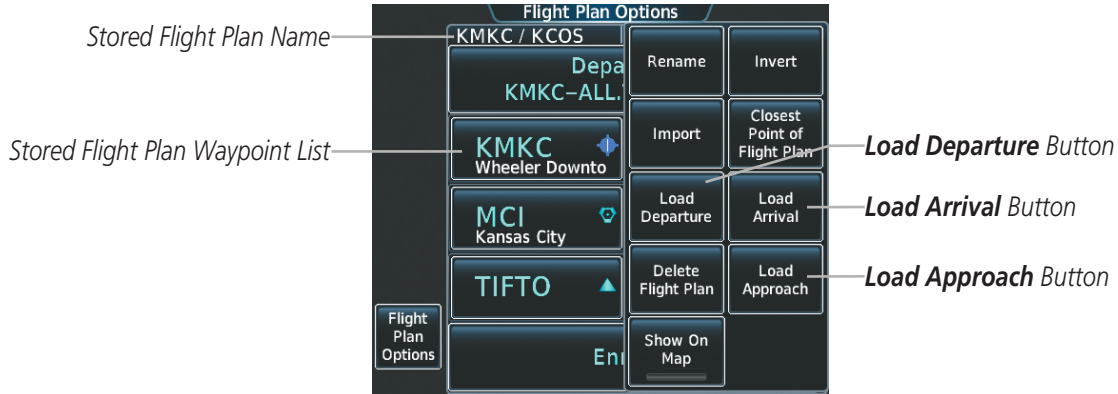 Flight Plan Options
Stored Flight Plan Name
KMKC / KCOS
Depa
KMKC-ALL.
Stored Flight Plan Waypoint List
KMKC
Wheeler Downto
MCI
Kansas City
TIFTO
Enr
Flight
Plan
Options
Rename
Invert
Import
Closest
Point of
Flight Plan
Load
Departure
Load
Arrival
Delete
Flight Plan
Load
Approach
Show On
Map
Load Departure Button
Load Arrival Button
Load Approach Button